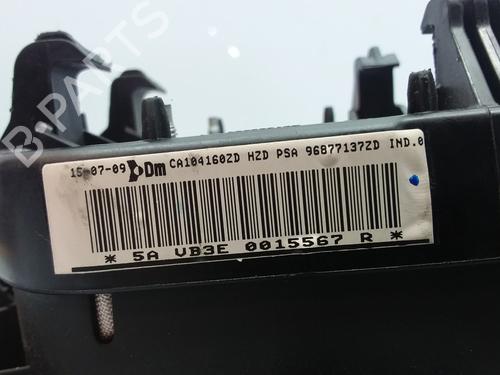 B-PARTS
15-07-09 Dm CA104160ZD HZD PSA 96877137ZD IND.0
* 5A VB3E 0015567 R *